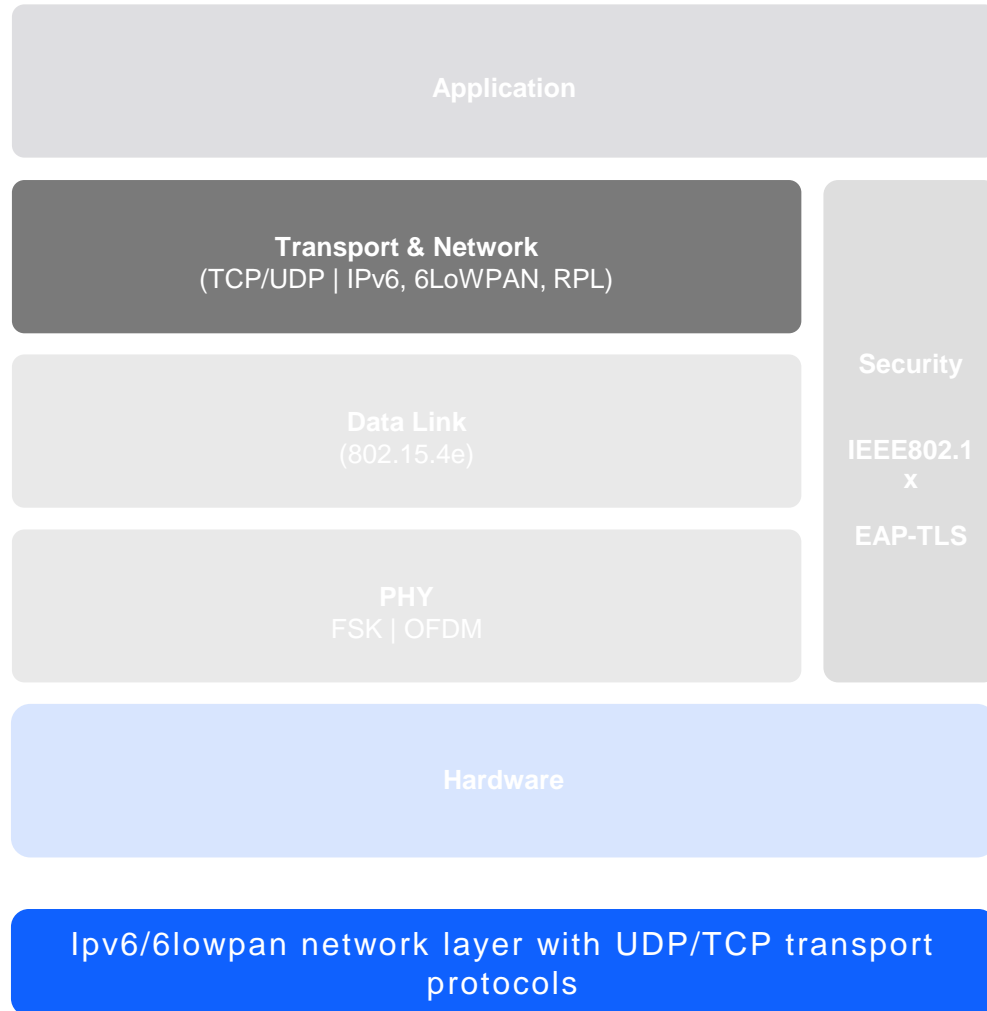 Application
Transport & Network
(TCP/UDP | IPv6, 6LoWPAN, RPL)
Data Link
(802.15.4e)
PHY
FSK | OFDM
Security
IEEE802.1
x
EAP-TLS
Hardware
Ipv6/6lowpan network layer with UDP/TCP transport
protocols